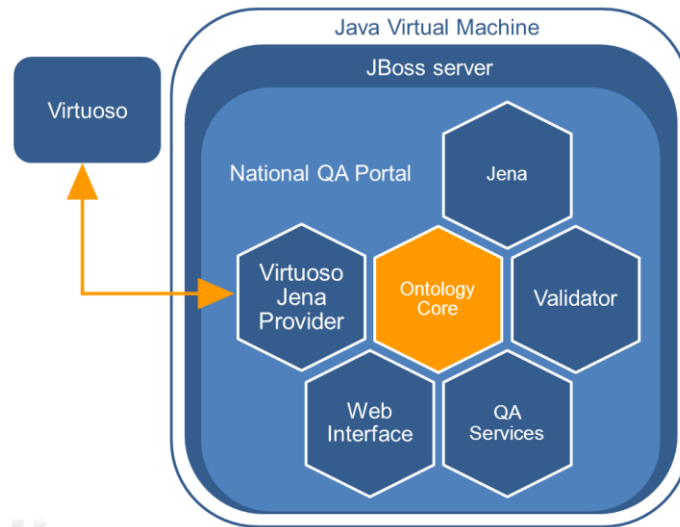 Java Virtual Machine
JBoss server
Virtuoso
National QA Portal
Jena
Virtuoso
Jena
Provider
Ontology
Core
Validator
Web
Interface
QA
Services